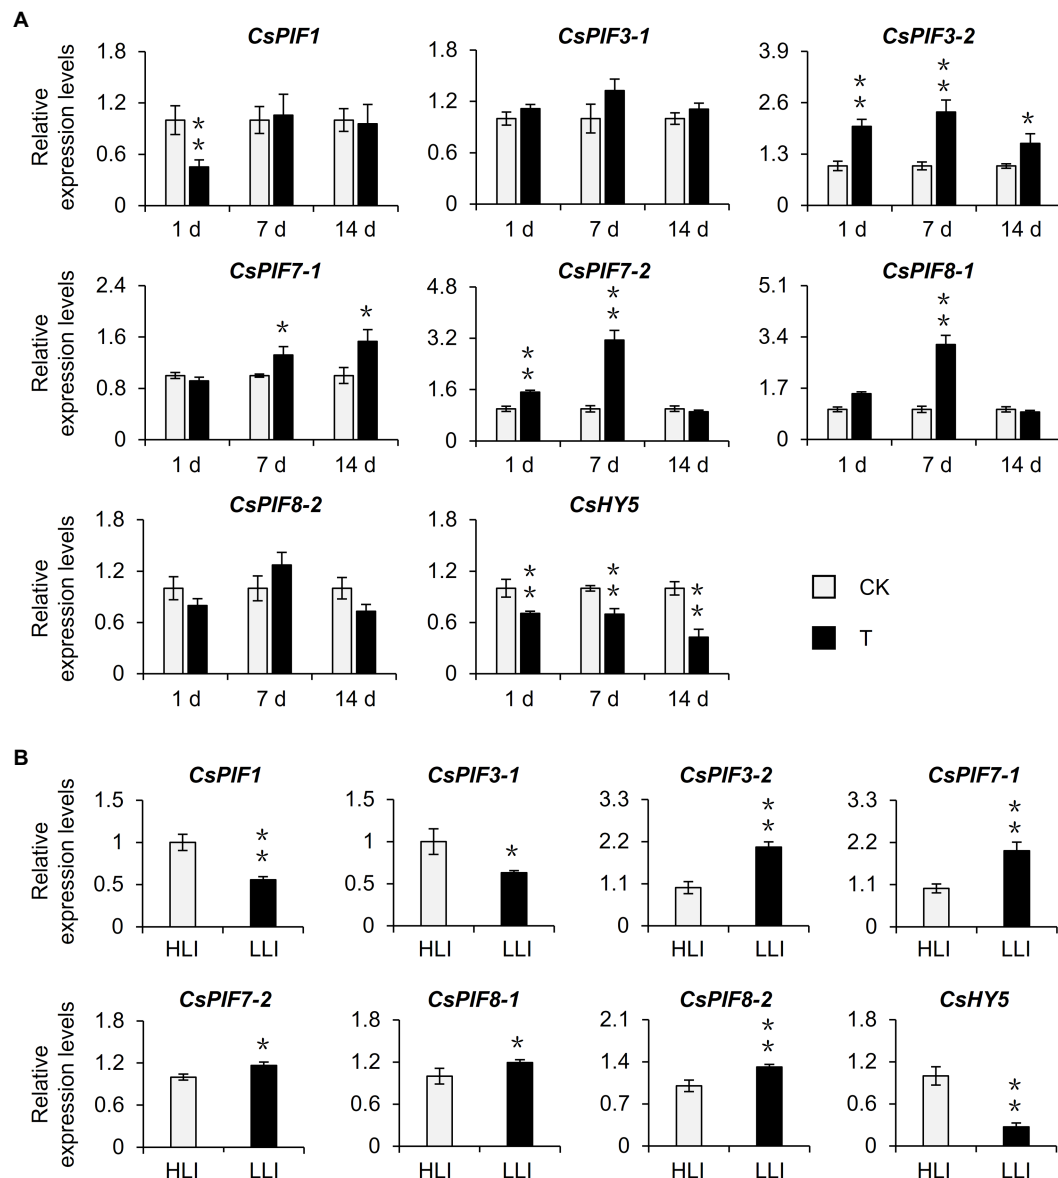 A
CsPIF1
CsPIF3-1
CsPIF3-2
Relative
expression levels
1.8
1.2
0.6
0
* *
1 d 7 d 14 d
1.8
1.2
0.6
0
1 d 7 d 14 d
3.9
2.6
1.3
0
* * * * *
1 d 7 d 14 d
CsPIF7-1
CsPIF7-2
CsPIF8-1
Relative
expression levels
2.4
1.6
0.8
0
* *
1 d 7 d 14 d
4.8
3.2
1.6
0
* * * *
1 d 7 d 14 d
5.1
3.4
1.7
0
* *
1 d 7 d 14 d
CsPIF8-2
CsHY5
Relative
expression levels
1.8
1.2
0.6
0
1 d 7 d 14 d
1.8
1.2
0.6
0
* * * * * *
1 d 7 d 14 d
CK
T
B
CsPIF1
CsPIF3-1
CsPIF3-2
CsPIF7-1
Relative
expression levels
1.5
1
0.5
0
* *
HLI LLI
1.5
1
0.5
0
*
HLI LLI
3.3
2.2
1.1
0
* *
HLI LLI
3.3
2.2
1.1
0
* *
HLI LLI
CsPIF7-2
CsPIF8-1
CsPIF8-2
CsHY5
Relative
expression levels
1.8
1.2
0.6
0
*
HLI LLI
1.8
1.2
0.6
0
*
HLI LLI
2.1
1.4
0.7
0
* *
HLI LLI
1.8
1.2
0.6
0
* *
HLI LLI